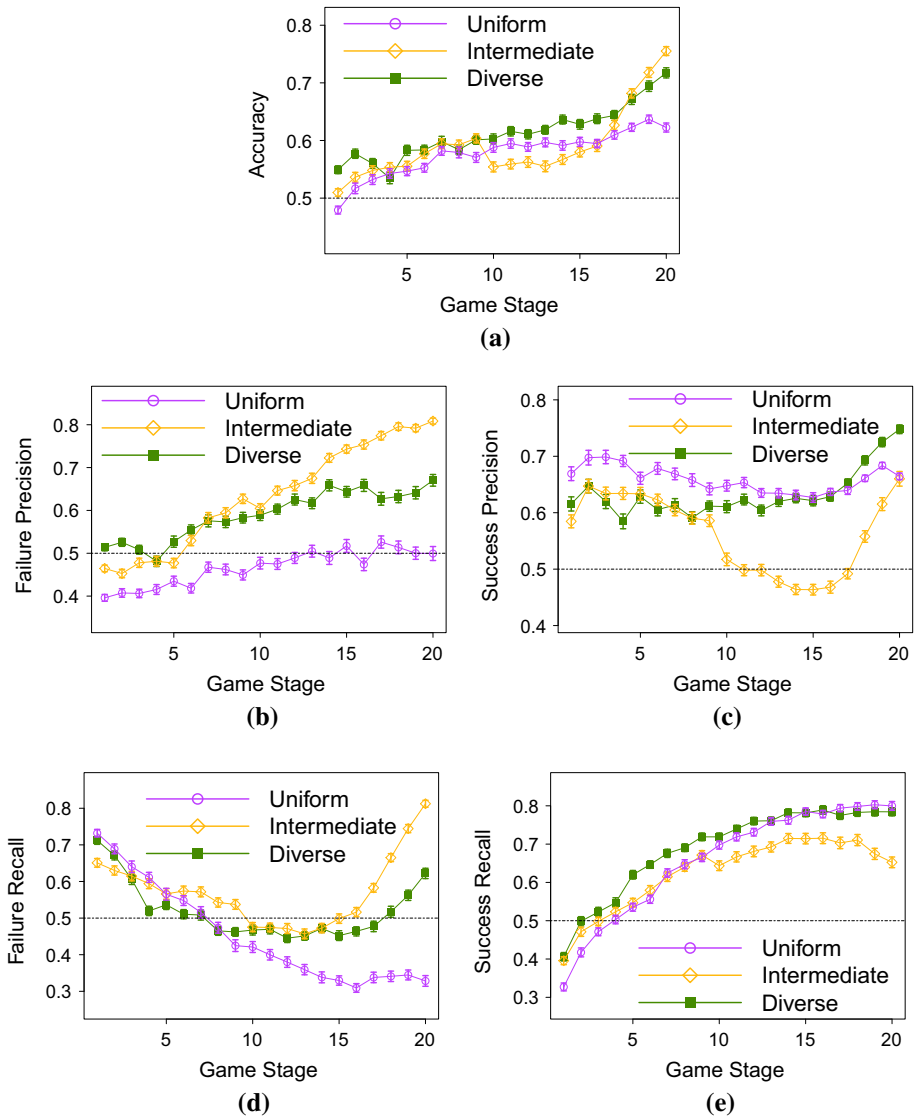 0.8
Uniform
Intermediate
0.7
Diverse
Accuracy
0.6
0.5
5
10
15
20
Game Stage
(a)
Uniform
0.8
Intermediate
Diverse
0.7
Failure Precision
0.6
0.5
0.4
5
10
15
20
Game Stage
(b)
0.8
Uniform
Intermediate
0.7
Diverse
Success Precision
0.6
0.5
0.4
5
10
15
20
Game Stage
(c)
Uniform
0.8
Intermediate
0.7
Diverse
Failure Recall
0.6
0.5
0.4
0.3
5
10
15
20
Game Stage
(d)
0.8
0.7
Success Recall
0.6
0.5
Uniform
0.4
Intermediate
0.3
Diverse
5
10
15
20
Game Stage
(e)